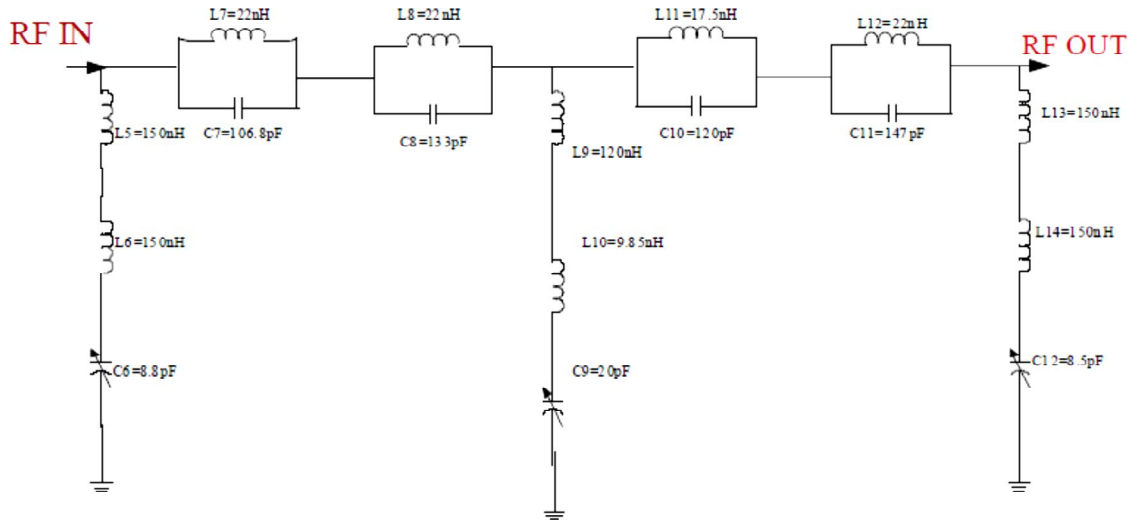 L7=22nH
L8=22nH
L11=17.5nH
L12=22nH
RF IN
RF OUT
C7=106.8pF
C8=133pF
C10=120pF
C11=147pF
L5=150nH
L9=120nH
L13=150nH
L6=150nH
L10=9.85nH
L14=150nH
C6=8.8pF
C9=20pF
C12=8.5pF